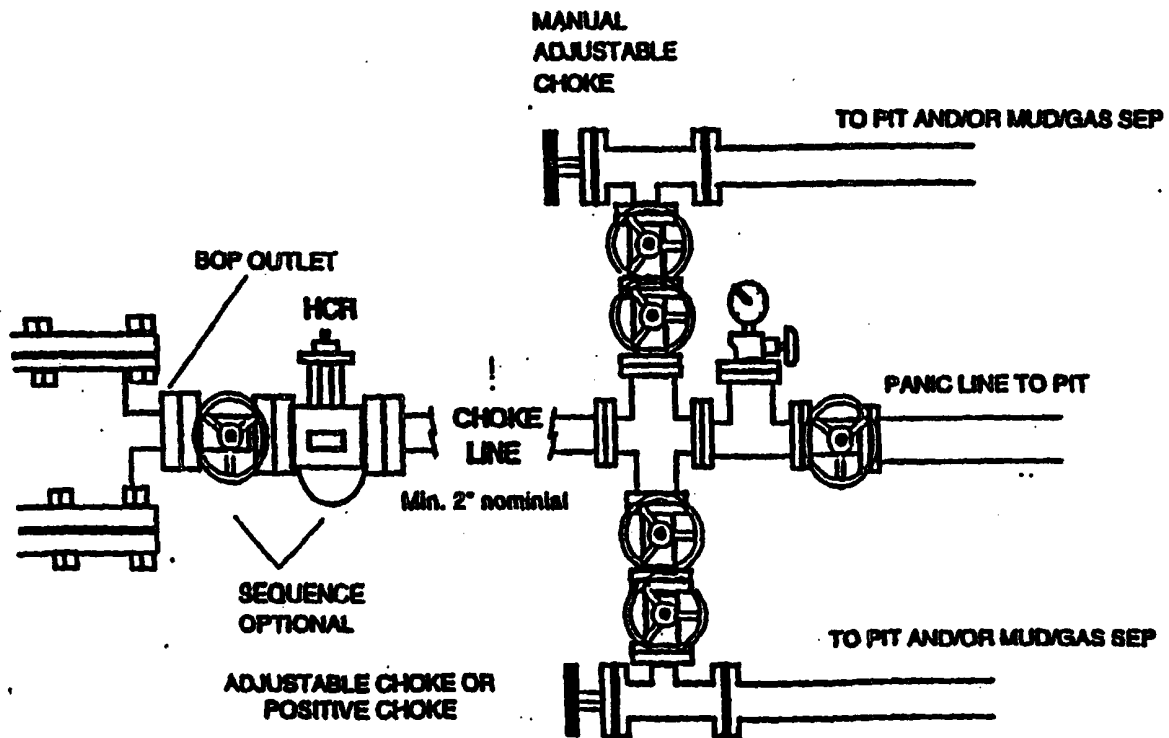 MANUAL
ADJUSTABLE
CHOKE
TO PIT AND/OR MUD/GAS SEP
BOP OUTLET
HCR
PANIC LINE TO PIT
CHOKE
LINE
Min. 2" nominial
SEQUENCE
OPTIONAL
TO PIT AND/OR MUD/GAS SEP
ADJUSTABLE CHOKE OR
POSITIVE CHOKE